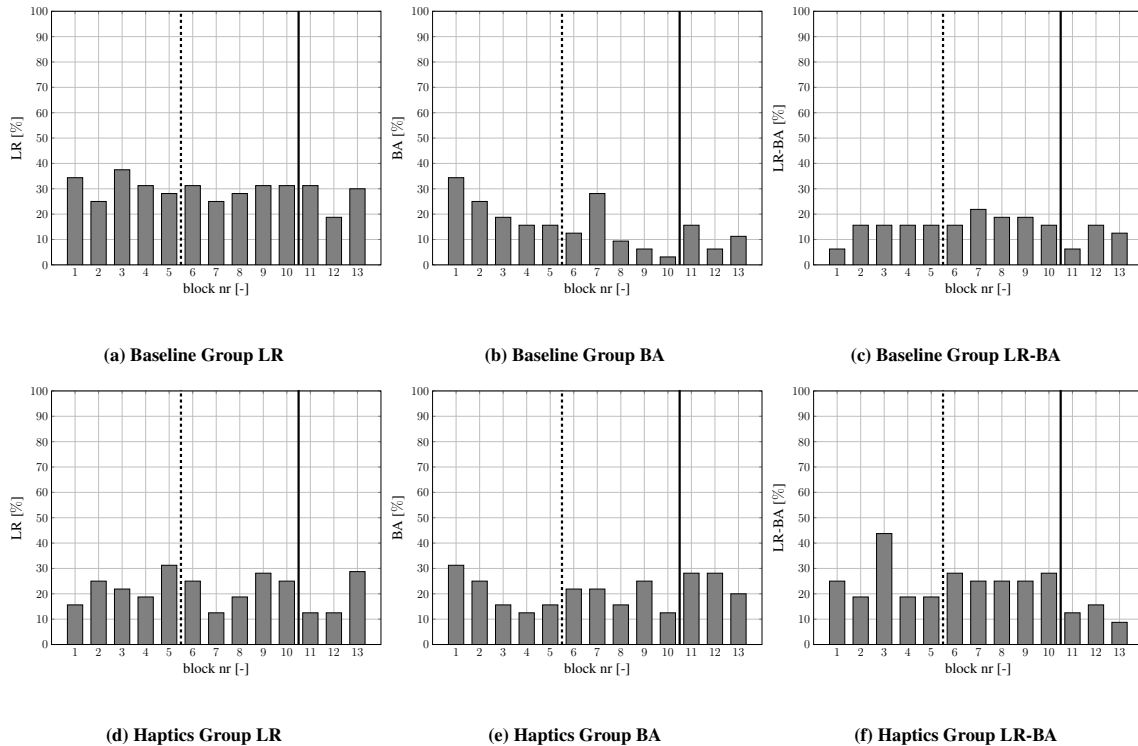 100
90
80
70
60
50
40
30
20
10
0
LR [%]
1 2 3 4 5 6 7 8 9 10 11 12 13
block nr [-]
(a) Baseline Group LR
100
90
80
70
60
50
40
30
20
10
0
BA [%]
1 2 3 4 5 6 7 8 9 10 11 12 13
block nr [-]
(b) Baseline Group BA
100
90
80
70
60
50
40
30
20
10
0
LR-BA [%]
1 2 3 4 5 6 7 8 9 10 11 12 13
block nr [-]
(c) Baseline Group LR-BA
100
90
80
70
60
50
40
30
20
10
0
LR [%]
1 2 3 4 5 6 7 8 9 10 11 12 13
block nr [-]
(d) Haptics Group LR
100
90
80
70
60
50
40
30
20
10
0
BA [%]
1 2 3 4 5 6 7 8 9 10 11 12 13
block nr [-]
(e) Haptics Group BA
100
90
80
70
60
50
40
30
20
10
0
LR-BA [%]
1 2 3 4 5 6 7 8 9 10 11 12 13
block nr [-]
(f) Haptics Group LR-BA